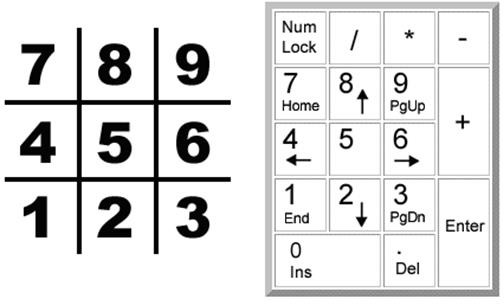 7 8 9
4 5 6
1 2 3
Num
Lock
/ * -
7 8 9
Home PgUp
+
4 5 6
1 2 3
End PgDn
Enter
0 .
Ins Del